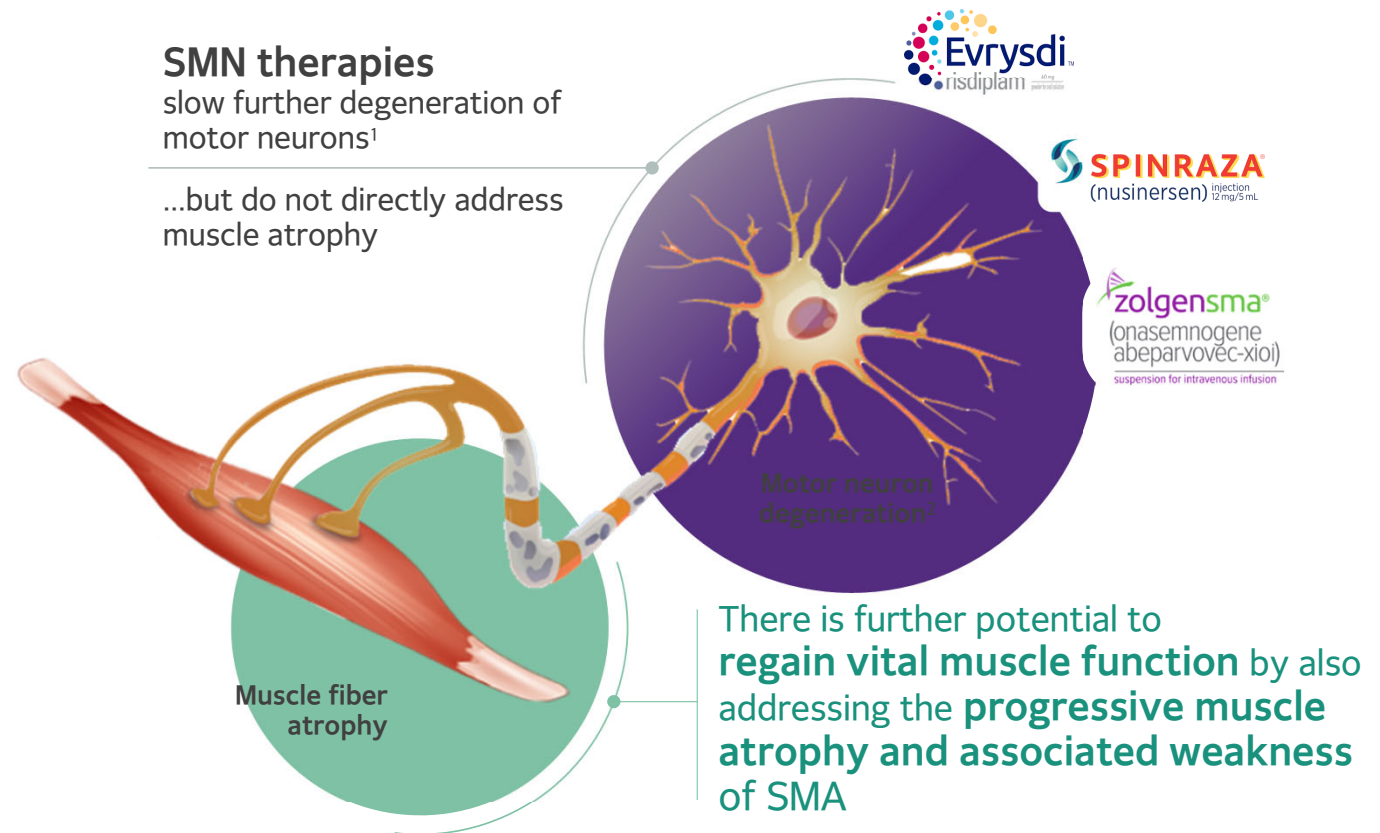 SMN therapies
slow further degeneration of
motor neurons¹
...but do not directly address
muscle atrophy
Evrysdi™
risdiplam
SPINRAZA®
(nusinersen) injection
12 mg/5 mL
zolgensma®
(onasemnogene
abeparvovec-xioi)
suspension for intravenous infusion
Motor neuron
degeneration²
Muscle fiber
atrophy
There is further potential to
regain vital muscle function by also
addressing the progressive muscle
atrophy and associated weakness
of SMA